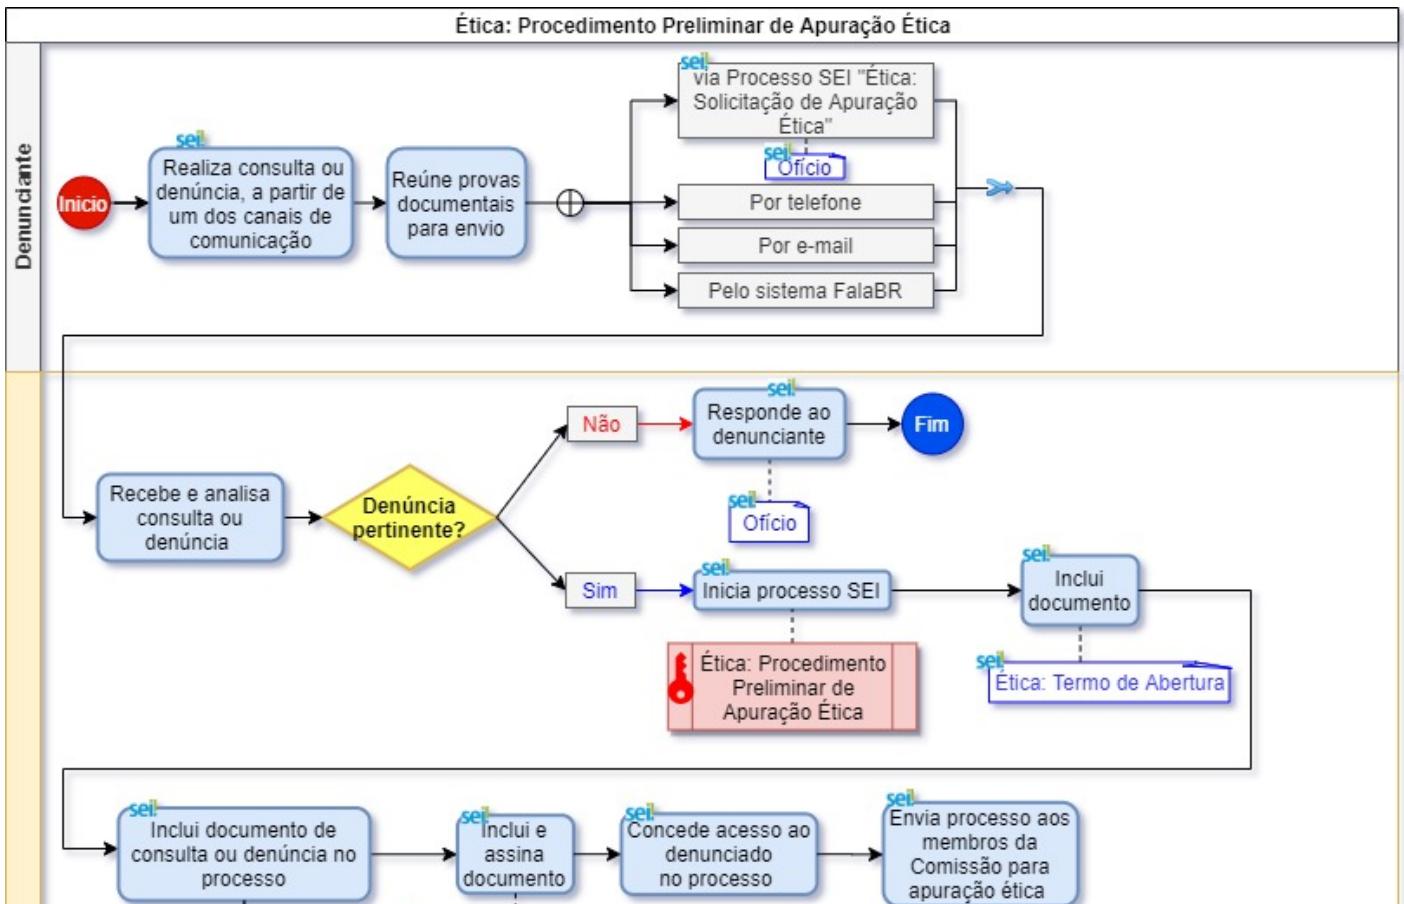 Ética: Procedimento Preliminar de Apuração Ética
Denunciante
Inicio
sei!
Realiza consulta ou
denúncia, a partir de
um dos canais de
comunicação
Reúne provas
documentais
para envio
sei!
via Processo SEI "Ética:
Solicitação de Apuração
Ética"
sei!
Ofício
Por telefone
Por e-mail
Pelo sistema FalaBR
Recebe e analisa
consulta ou
denúncia
Denúncia
pertinente?
Não
sei!
Responde ao
denunciante
Fim
sei!
Ofício
Sim
sei!
Inicia processo SEI
Ética: Procedimento
Preliminar de
Apuração Ética
sei!
Inclui
documento
sei!
Ética: Termo de Abertura
sei!
Inclui documento de
consulta ou denúncia no
processo
sei!
Inclui e
assina
documento
sei!
Concede acesso ao
denunciado
no processo
sei!
Envia processo aos
membros da
Comissão para
apuração ética